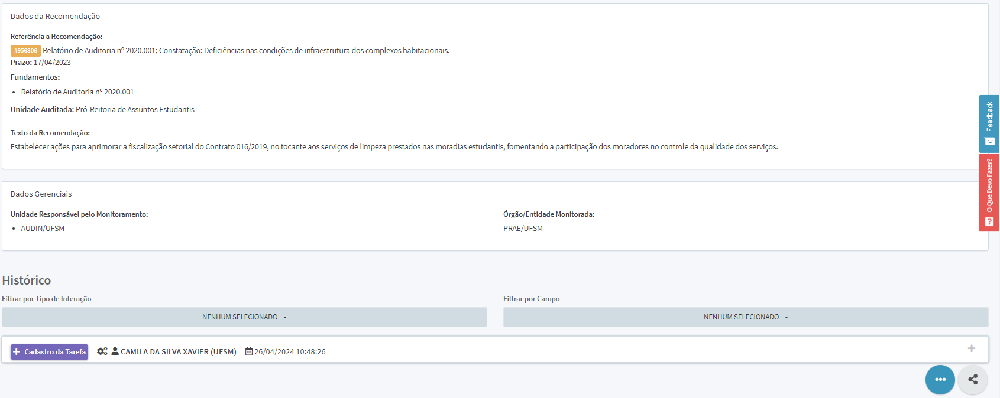 Dados da Recomendação
Referência a Recomendação:
#956806 Relatório de Auditoria nº 2020.001; Constatação: Deficiências nas condições de infraestrutura dos complexos habitacionais.
Prazo: 17/04/2023
Fundamentos:
• Relatório de Auditoria nº 2020.001
Unidade Auditada: Pró-Reitoria de Assuntos Estudantis
Texto da Recomendação:
Estabelecer ações para aprimorar a fiscalização setorial do Contrato 016/2019, no tocante aos serviços de limpeza prestados nas moradias estudantis, fomentando a participação dos moradores no controle da qualidade dos serviços.
Feedback
O Que Devo Fazer?
Dados Gerenciais
Unidade Responsável pelo Monitoramento:
• AUDIN/UFSM
Órgão/Entidade Monitorada:
PRAE/UFSM
Histórico
Filtrar por Tipo de Interação
NENHUM SELECIONADO
Filtrar por Campo
NENHUM SELECIONADO
+ Cadastro da Tarefa CAMILA DA SILVA XAVIER (UFSM) 26/04/2024 10:48:26